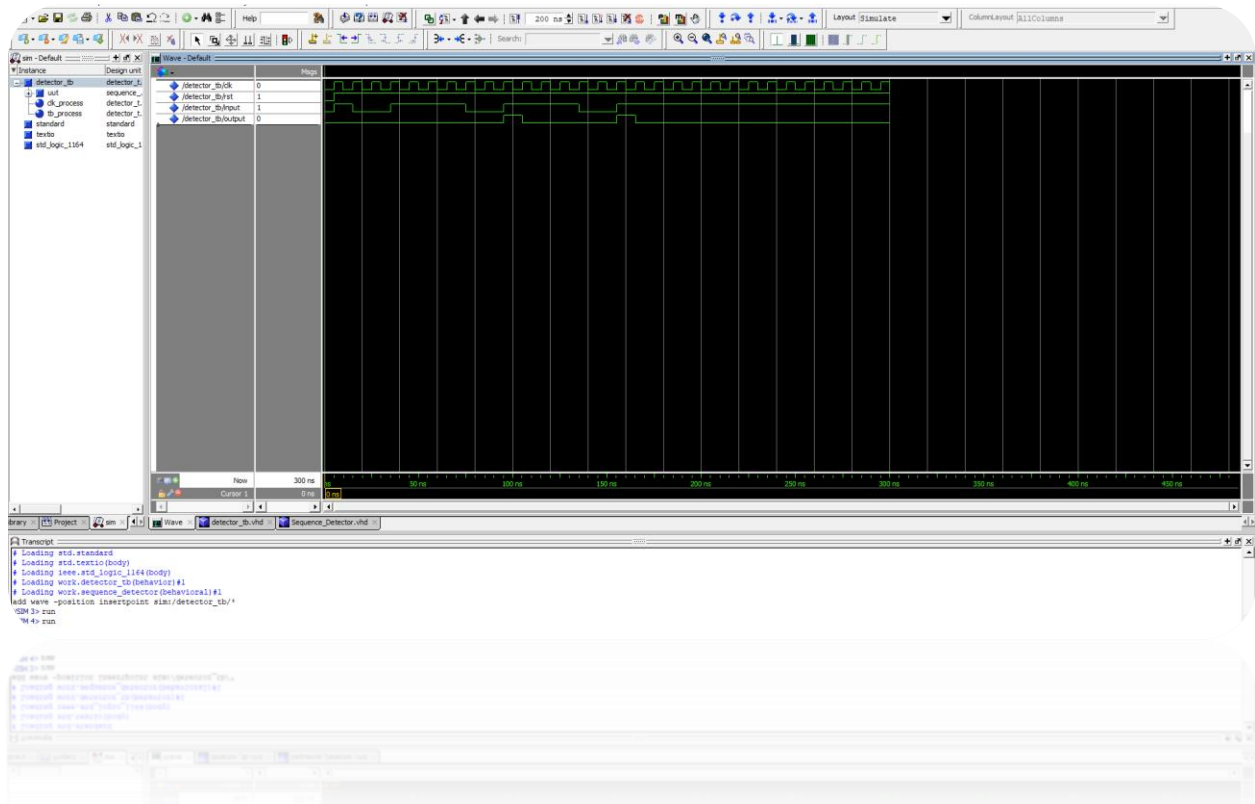 Help
200 ns
Layout Simulate
ColumnLayout AllColumns
Search:
sim - Default
Wave - Default
Instance Design unit
Msgs
detector_tb detector_t.
uut sequence_.
clk_process detector_t.
tb_process detector_t.
standard standard
textio textio
std_logic_1164 std_logic_1
/detector_tb/clk 0
/detector_tb/rst 1
/detector_tb/input 1
/detector_tb/output 0
Now 300 ns
Cursor 1 0 ns
ns 50 ns 100 ns 150 ns 200 ns 250 ns 300 ns 350 ns 400 ns 450 ns
0 ns
ibrary Project sim Wave detector_tb.vhd Sequence_Detector.vhd
Transcript
# Loading std.standard
# Loading std.textio(body)
# Loading ieee.std_logic_1164(body)
# Loading work.detector_tb(behavior)#1
# Loading work.sequence_detector(behavioral)#1
add wave -position insertpoint sim:/detector_tb/*
VSIM 3> run
M 4> run